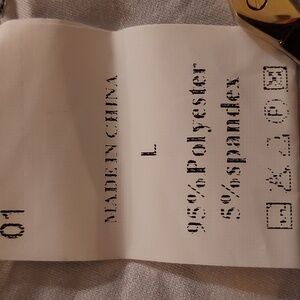 01
MADE IN CHINA
L
95%Polyester
5%spandex
P